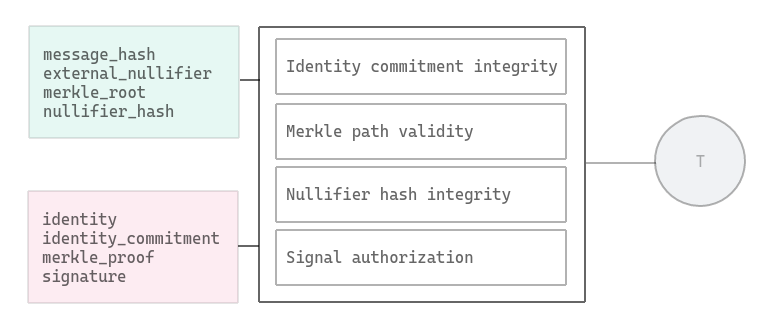 message_hash
external_nullifier
merkle_root
nullifier_hash
identity
identity_commitment
merkle_proof
signature
Identity commitment integrity
Merkle path validity
Nullifier hash integrity
Signal authorization
T